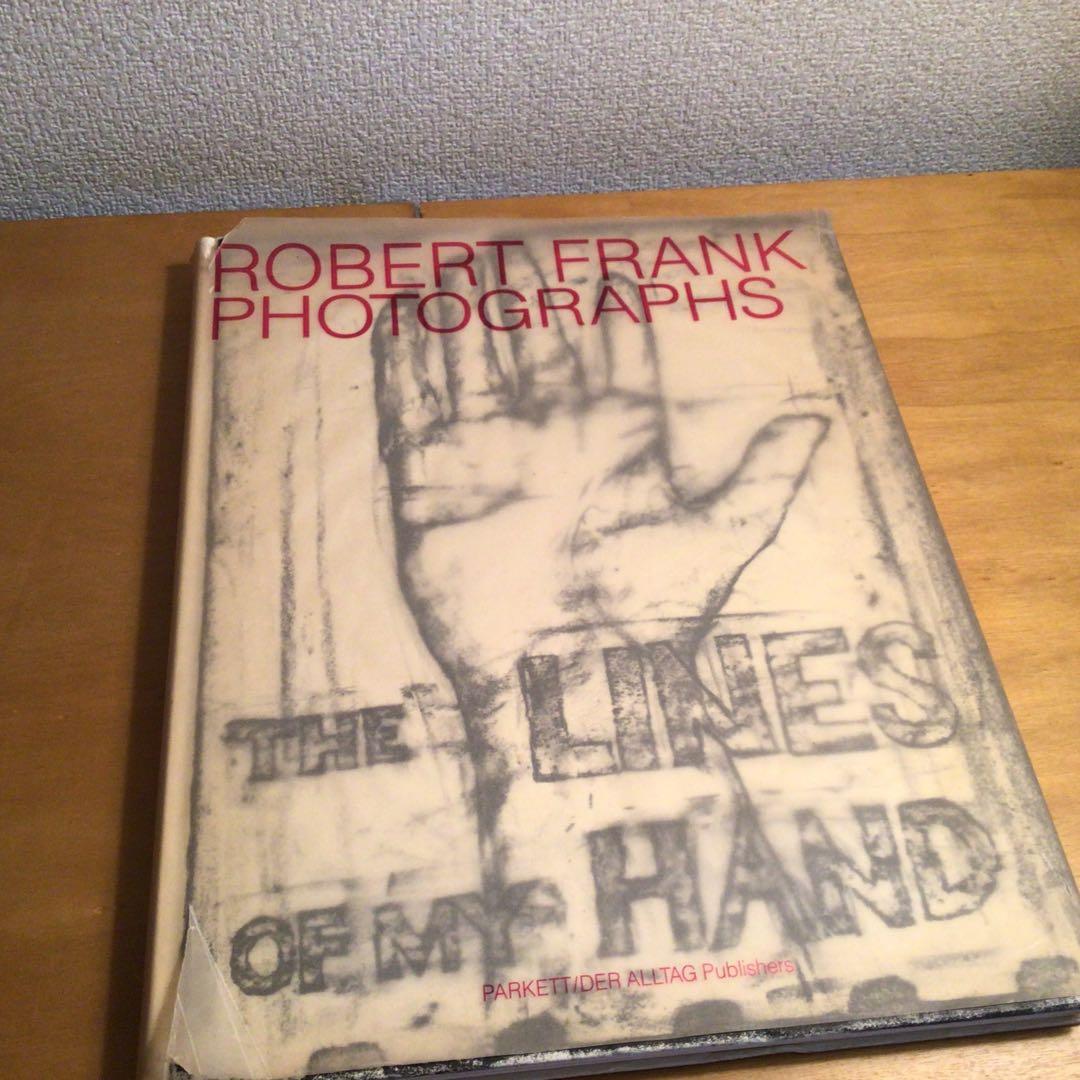 ROBERT FRANK
PHOTOGRAPHS
THE LINES
OF MY HAND
PARKETT/DER ALLTAG Publishers